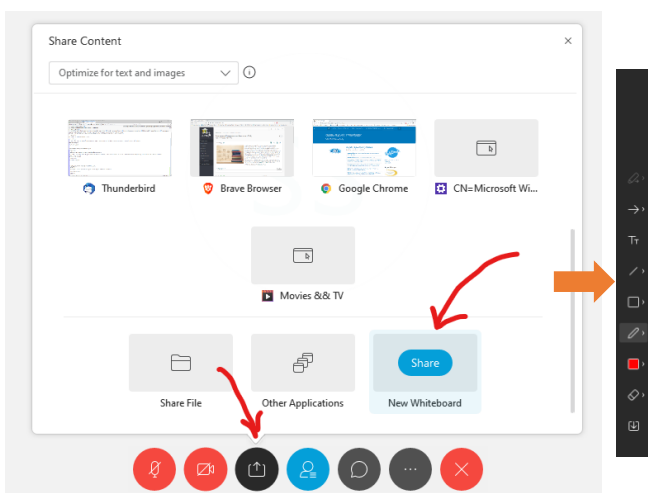 Share Content
Optimize for text and images
Thunderbird
Brave Browser
Google Chrome
CN=Microsoft Wi...
Movies && TV
Share
Share File
Other Applications
New Whiteboard
TT